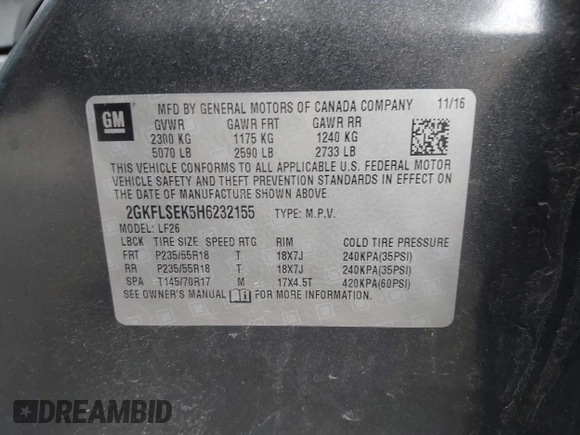 GM
MFD BY GENERAL MOTORS OF CANADA COMPANY 11/16
GVWR GAWR FRT GAWR RR
2300 KG 1175 KG 1240 KG
5070 LB 2590 LB 2733 LB
THIS VEHICLE CONFORMS TO ALL APPLICABLE U.S. FEDERAL MOTOR
VEHICLE SAFETY AND THEFT PREVENTION STANDARDS IN EFFECT ON
THE DATE OF MANUFACTURE SHOWN ABOVE.
2GKFLSEK5H6232155 TYPE: M.P.V.
MODEL: LF26
LBCK TIRE SIZE SPEED RTG RIM COLD TIRE PRESSURE
FRT P235/55R18 T 18X7J 240KPA(35PSI)
RR P235/55R18 T 18X7J 240KPA(35PSI)
SPA T145/70R17 M 17X4.5T 420KPA(60PSI)
SEE OWNER'S MANUAL FOR MORE INFORMATION
DREAMBID